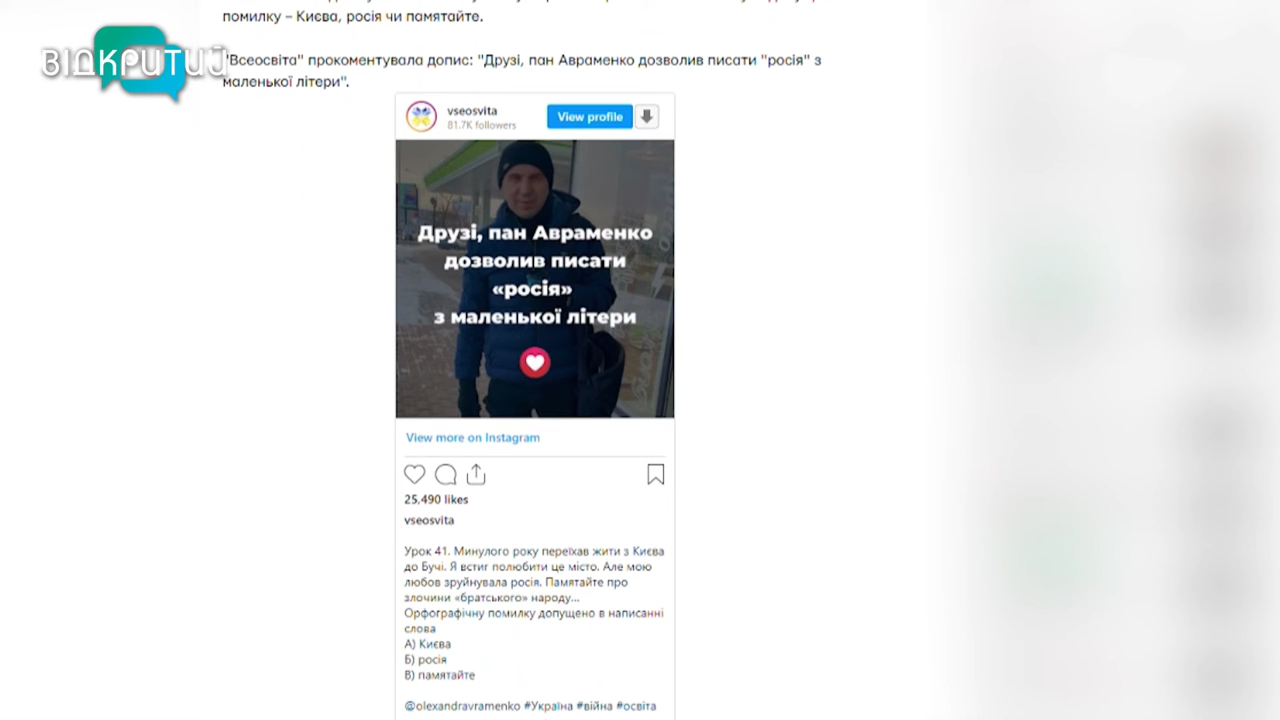 помилку – Києва, росія чи памятайте.
ВІДКРИТИЙ
"Всеосвіта" прокоментувала допис: "Друзі, пан Авраменко дозволив писати "росія" з
маленької літери".
vseosvita
81.7K followers
View profile
Друзі, пан Авраменко
дозволив писати
«росія»
з маленької літери
View more on Instagram
25,490 likes
vseosvita
Урок 41. Минулого року переїхав жити з Києва
до Бучі. Я встиг полюбити це місто. Але мою
любов зруйнувала росія. Памятайте про
злочини «братського» народу...
Орфографічну помилку допущено в написанні
слова
А) Києва
Б) росія
В) памятайте
@olexandravramenko #Україна #війна #освіта